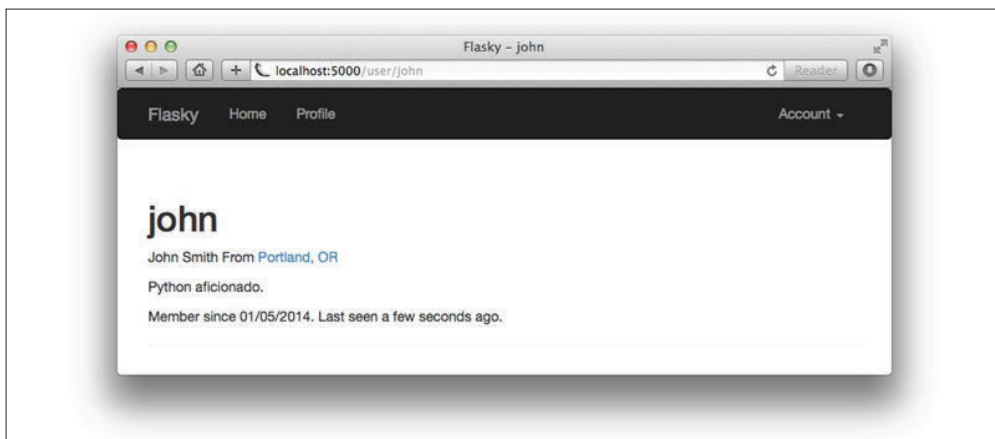 Flasky – john
localhost:5000/user/john
Reader
Flasky Home Profile Account
john
John Smith From Portland, OR
Python aficionado.
Member since 01/05/2014. Last seen a few seconds ago.